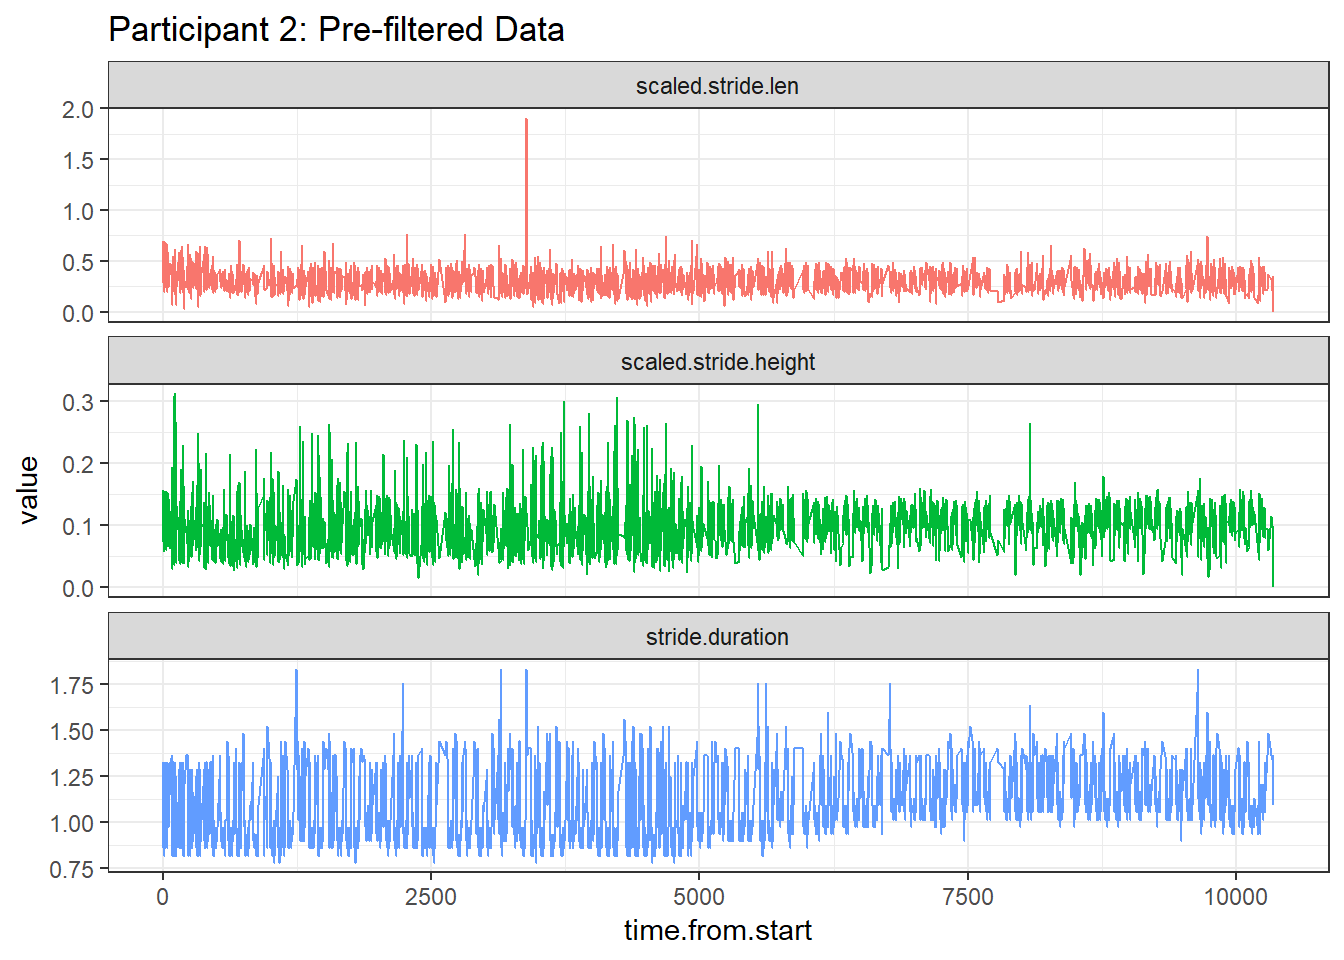 Participant 2: Pre-filtered Data
scaled.stride.len
2.0
1.5
1.0
0.5
0.0
scaled.stride.height
0.3
0.2
0.1
0.0
value
stride.duration
1.75
1.50
1.25
1.00
0.75
0 2500 5000 7500 10000
time.from.start